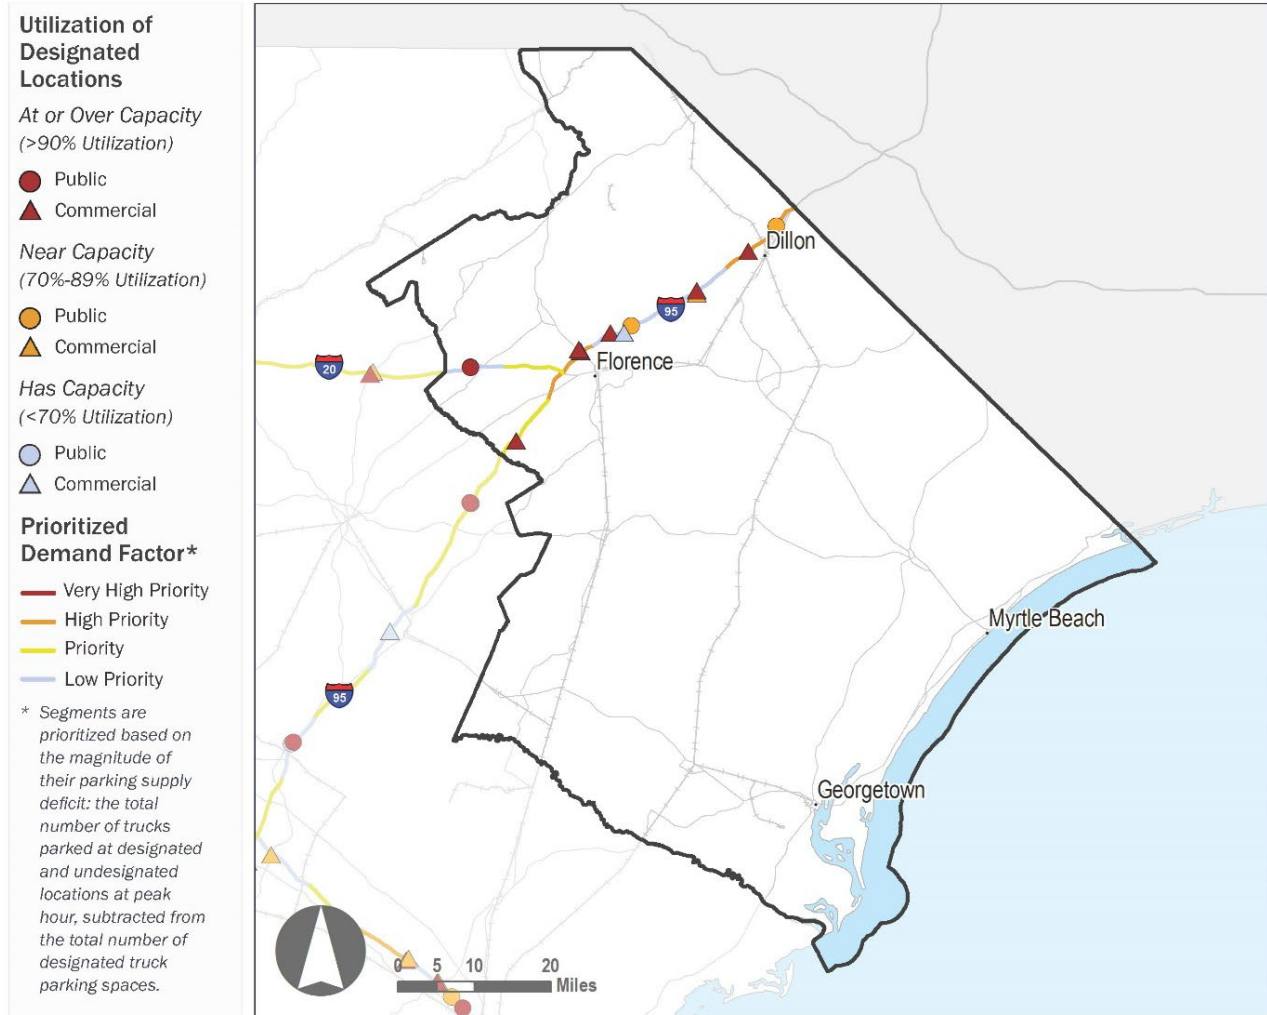 Utilization of
Designated
Locations
At or Over Capacity
(>90% Utilization)
Public
Commercial
Near Capacity
(70%-89% Utilization)
Public
Commercial
Has Capacity
(<70% Utilization)
Public
Commercial
Prioritized
Demand Factor*
Very High Priority
High Priority
Priority
Low Priority
* Segments are
prioritized based on
the magnitude of
their parking supply
deficit: the total
number of trucks
parked at designated
and undesignated
locations at peak
hour, subtracted from
the total number of
designated truck
parking spaces.
Dillon
95
Florence
20
Myrtle Beach
95
Georgetown
0 5 10 20
Miles